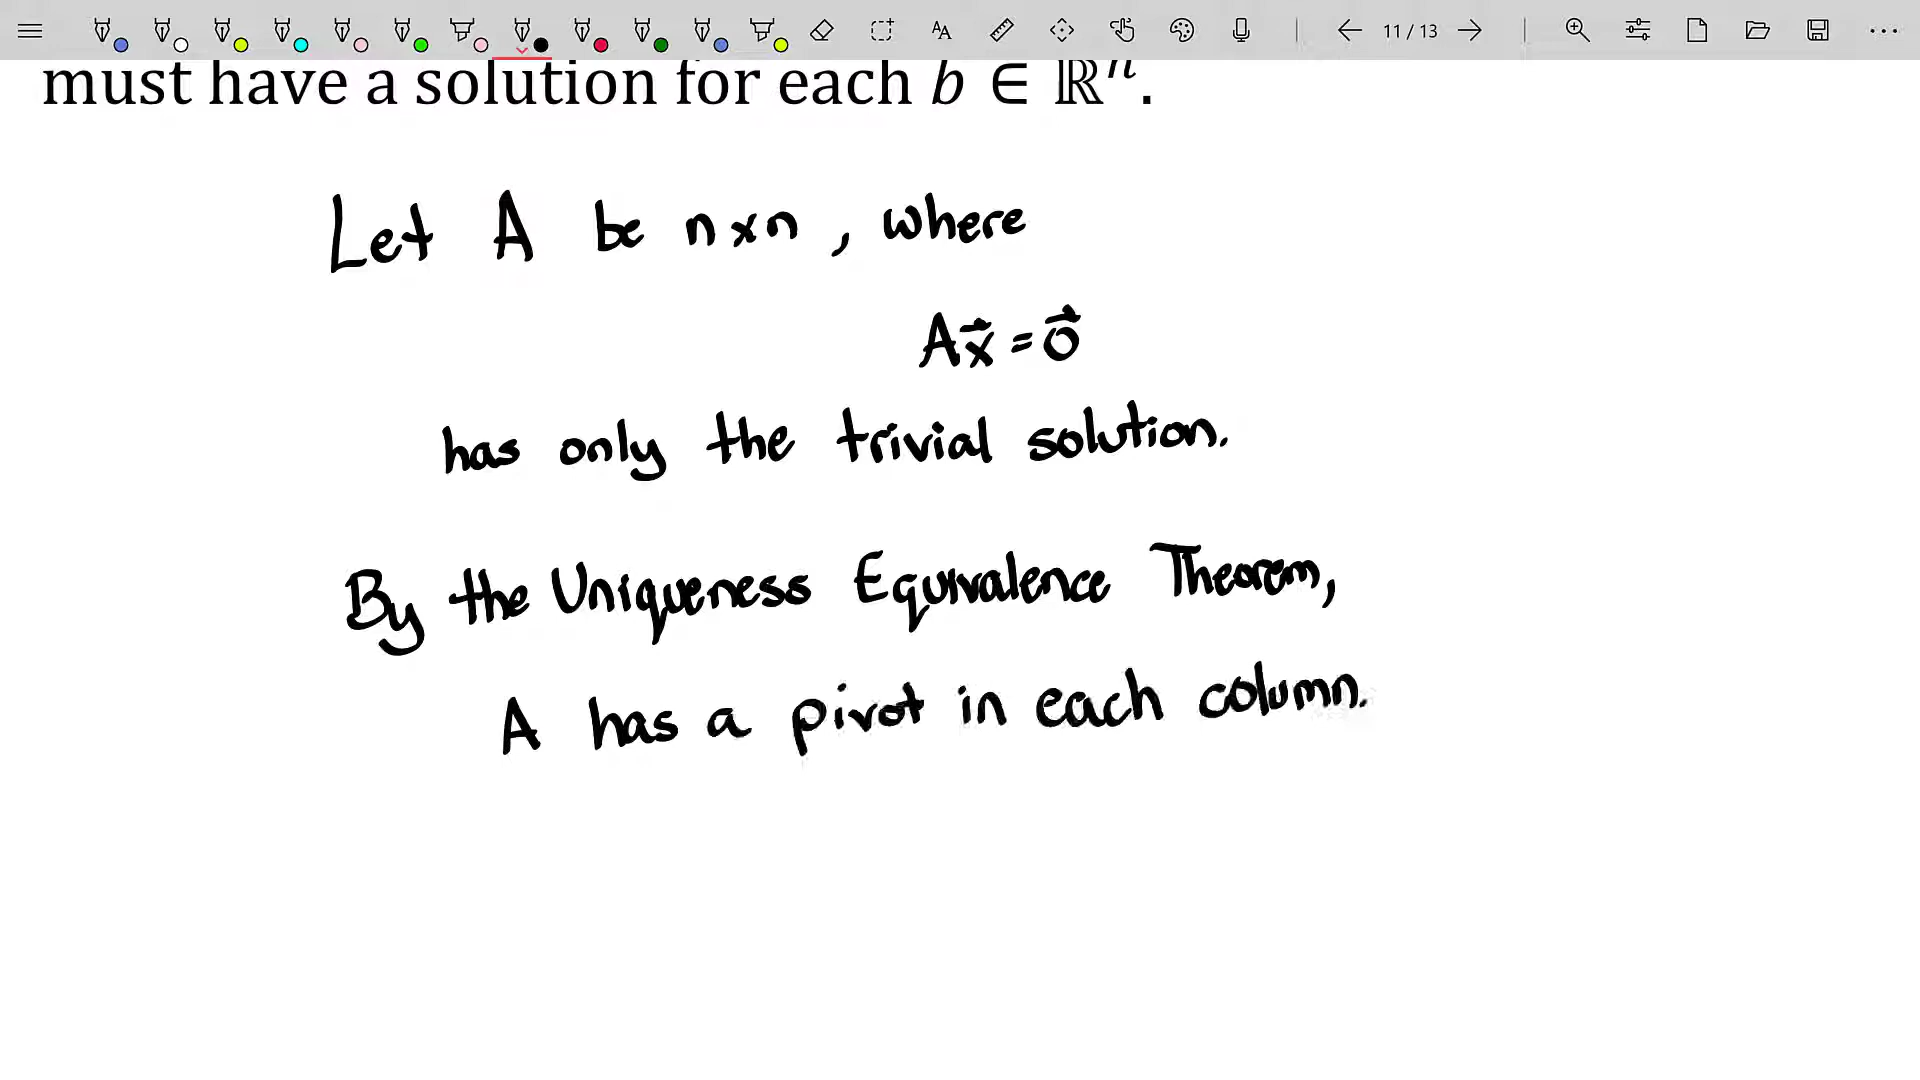 11 / 13
must have a solution for each b ∈ ℝⁿ.
Let A be n×n, where
Ax⃗ = 0⃗
has only the trivial solution.
By the Uniqueness Equivalence Theorem,
A has a pivot in each column.